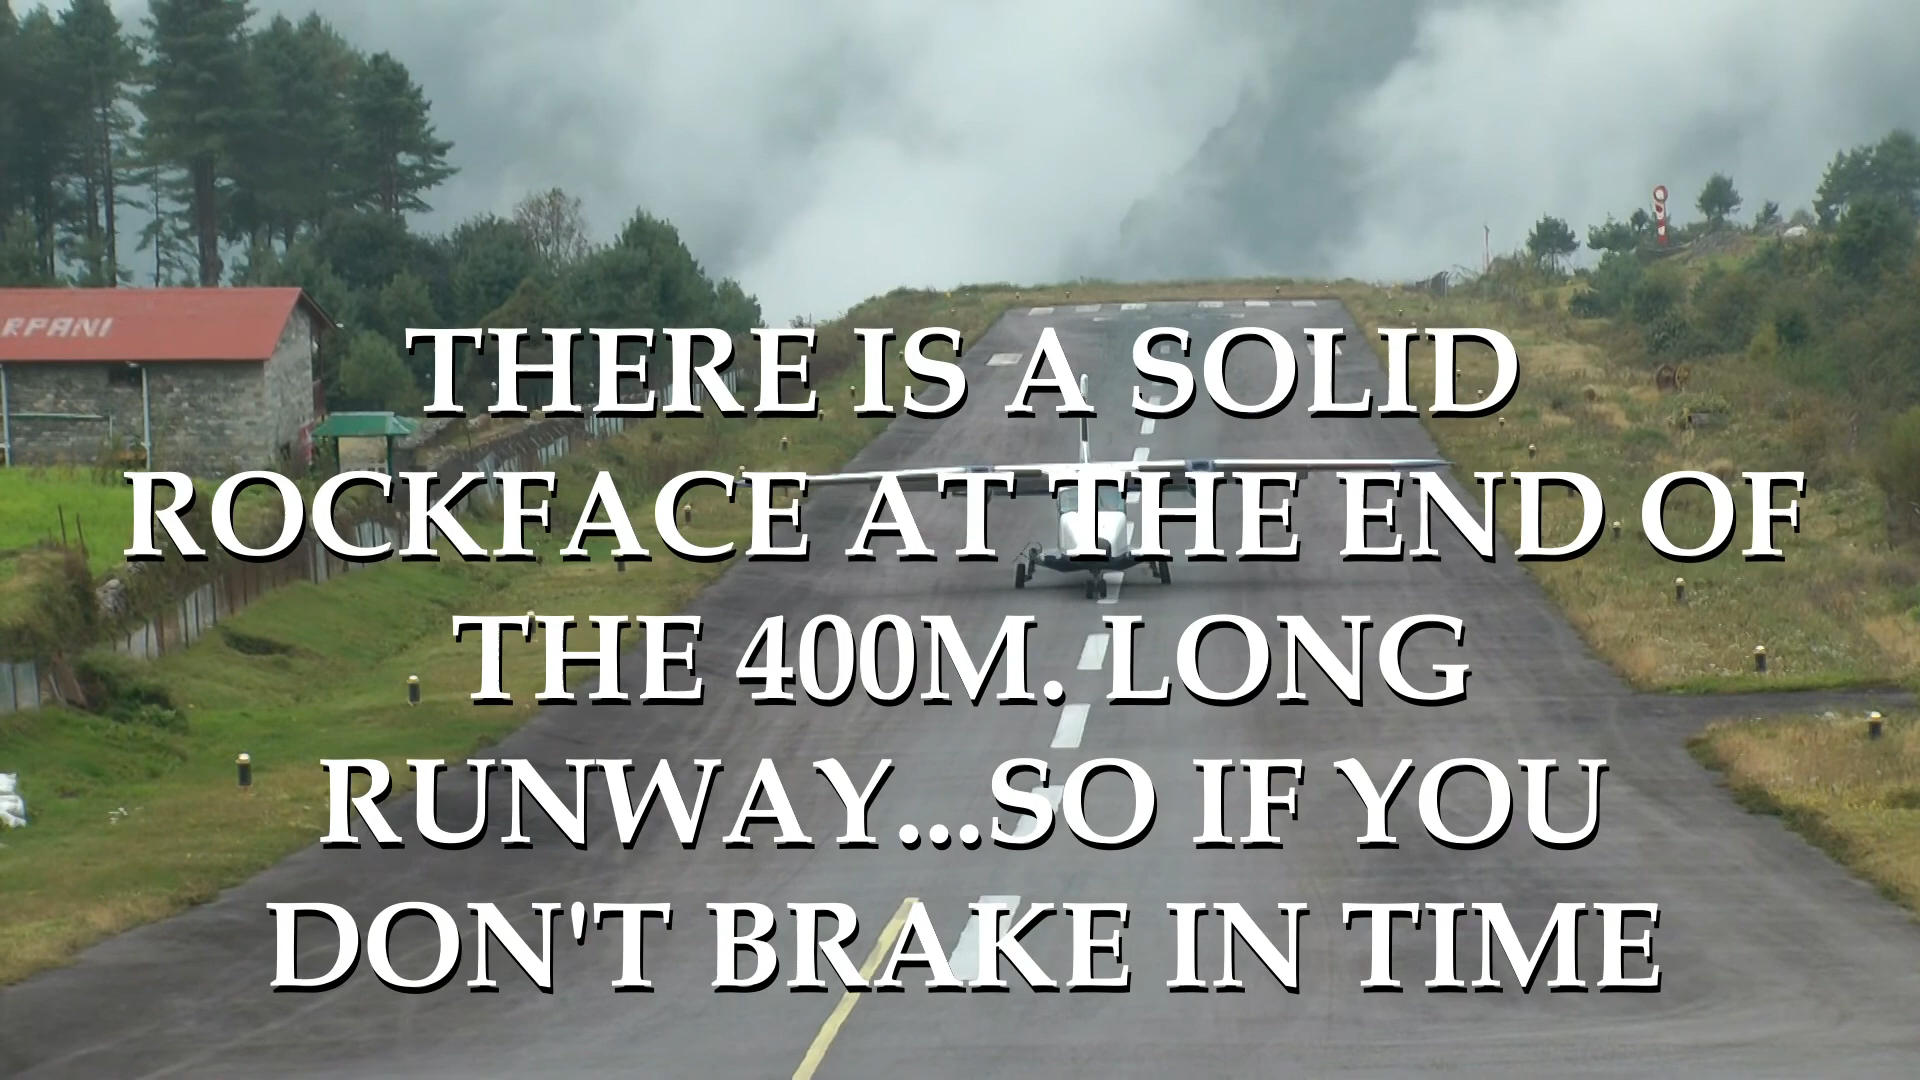 RPANI
THERE IS A SOLID
ROCKFACE AT THE END OF
THE 400M. LONG
RUNWAY...SO IF YOU
DON'T BRAKE IN TIME